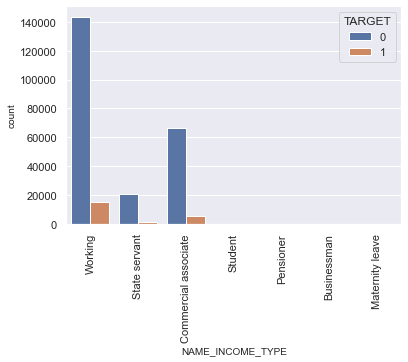 TARGET
0
1
140000
120000
100000
80000
60000
40000
20000
0
count
Working
State servant
Commercial associate
Student
Pensioner
Businessman
Maternity leave
NAME_INCOME_TYPE